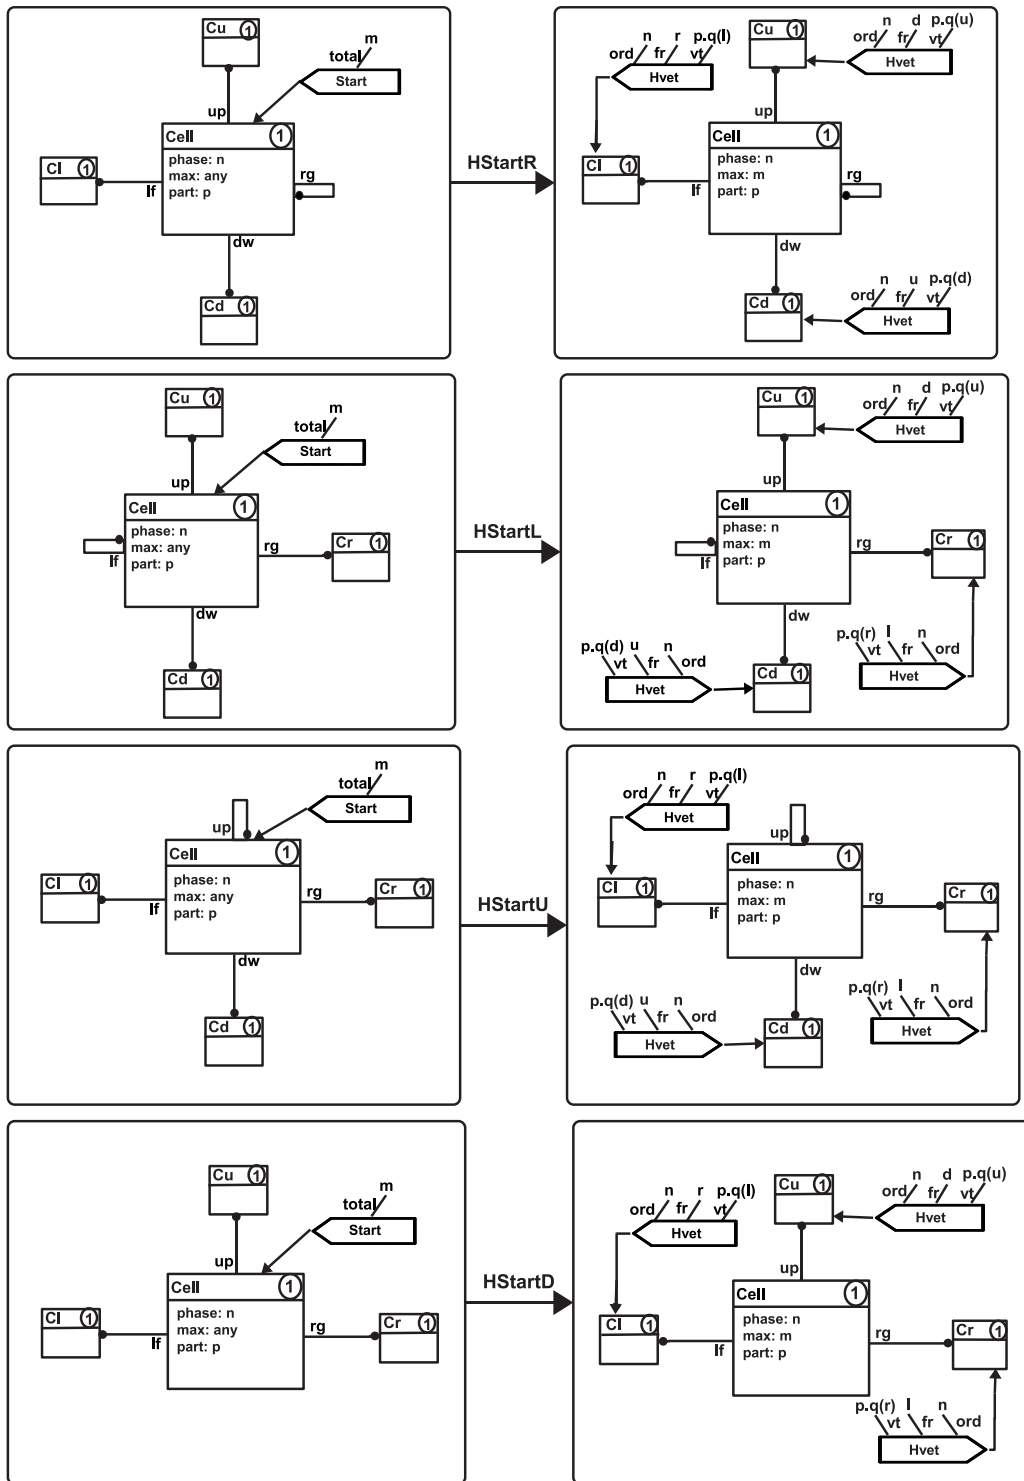 Cu 1
m
total
Start
up
Cell 1
phase: n
max: any
part: p
Cl 1
lf
rg
dw
Cd 1
HStartR
n r p.q(l)
ord fr vt
Hvet
Cu 1
n d p.q(u)
ord fr vt
Hvet
up
Cl 1
lf
Cell 1
phase: n
max: m
part: p
rg
dw
Cd 1
n u p.q(d)
ord fr vt
Hvet
Cu 1
m
total
Start
up
Cell 1
phase: n
max: any
part: p
lf
rg
Cr 1
dw
Cd 1
HStartL
Cu 1
n d p.q(u)
ord fr vt
Hvet
up
Cell 1
phase: n
max: m
part: p
lf
rg
Cr 1
dw
p.q(d) u n
vt fr ord
Hvet
Cd 1
p.q(r) l n
vt fr ord
Hvet
m
total
Start
up
Cell 1
phase: n
max: any
part: p
Cl 1
lf
rg
Cr 1
dw
Cd 1
HStartU
n r p.q(l)
ord fr vt
Hvet
up
Cell 1
phase: n
max: m
part: p
Cl 1
lf
rg
Cr 1
dw
p.q(d) u n
vt fr ord
Hvet
Cd 1
p.q(r) l n
vt fr ord
Hvet
Cu 1
m
total
Start
up
Cell 1
phase: n
max: any
part: p
Cl 1
lf
rg
Cr 1
HStartD
n r p.q(l)
ord fr vt
Hvet
Cu 1
n d p.q(u)
ord fr vt
Hvet
up
Cell 1
phase: n
max: m
part: p
Cl 1
lf
rg
Cr 1
p.q(r) l n
vt fr ord
Hvet